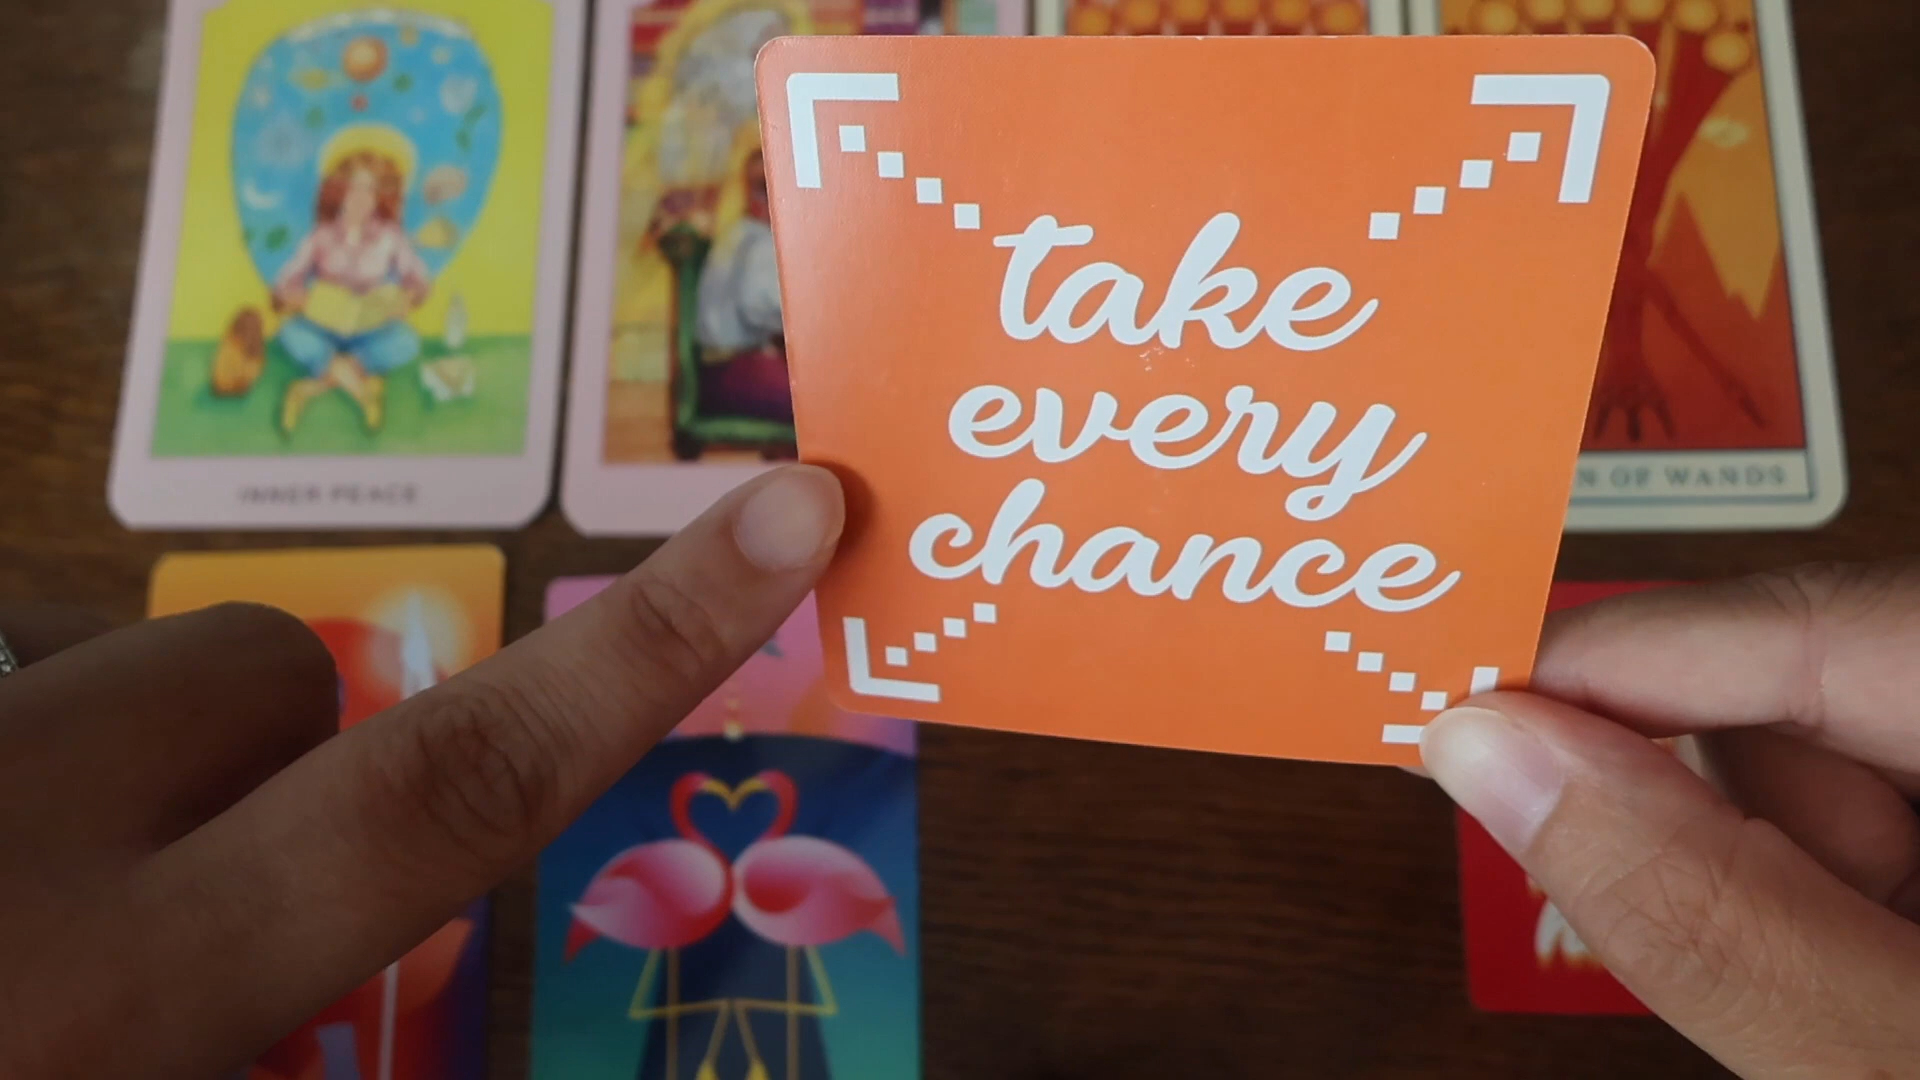 take
every
chance
INNER PEACE
N OF WANDS